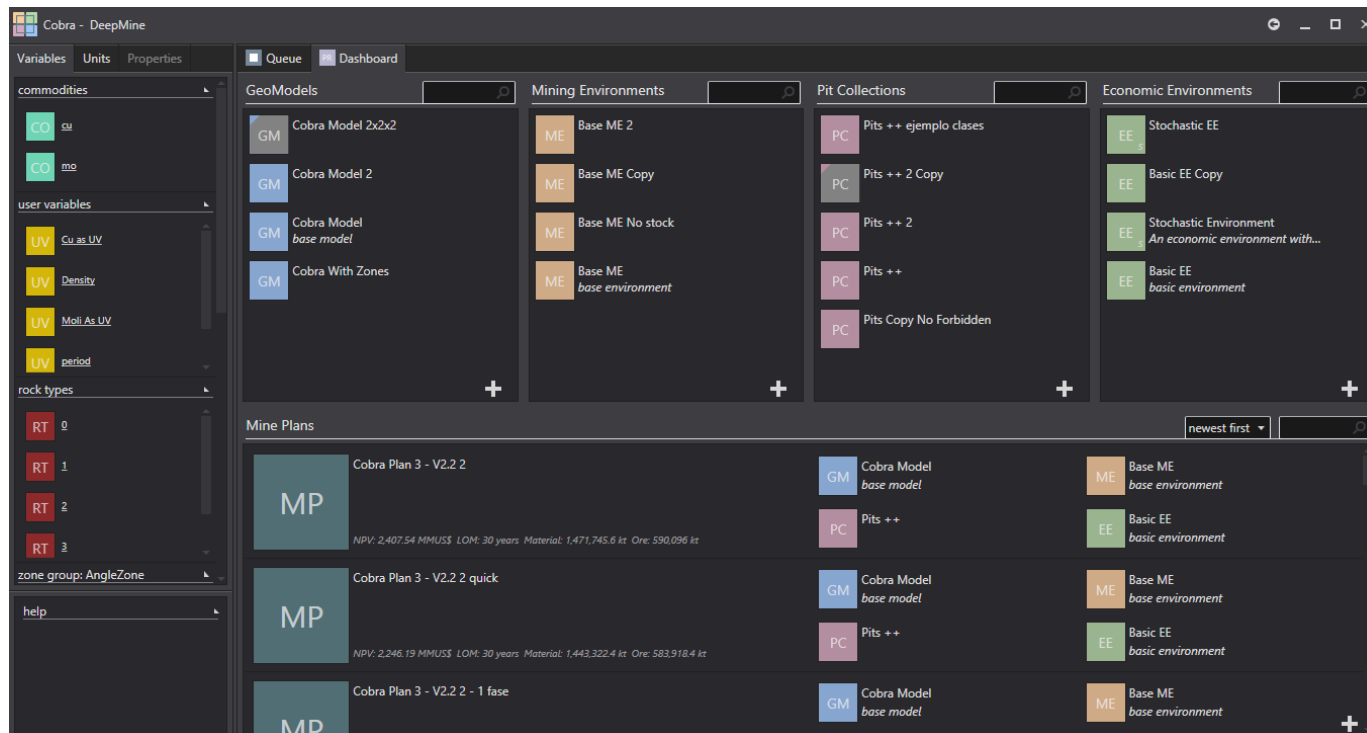 Cobra - DeepMine
Variables Units Properties
Queue PR Dashboard
commodities
CO cu
CO mo
user variables
UV Cu as UV
UV Density
UV Moli As UV
UV period
rock types
RT 0
RT 1
RT 2
RT 3
zone group: AngleZone
help
GeoModels
GM Cobra Model 2x2x2
GM Cobra Model 2
GM Cobra Model
base model
GM Cobra With Zones
Mining Environments
ME Base ME 2
ME Base ME Copy
ME Base ME No stock
ME Base ME
base environment
Pit Collections
PC Pits ++ ejemplo clases
PC Pits ++ 2 Copy
PC Pits ++ 2
PC Pits ++
PC Pits Copy No Forbidden
Economic Environments
EE s Stochastic EE
EE Basic EE Copy
EE s Stochastic Environment
An economic environment with...
EE Basic EE
basic environment
Mine Plans
newest first
MP Cobra Plan 3 - V2.2 2
NPV: 2,407.54 MMUS$ LOM: 30 years Material: 1,471,745.6 kt Ore: 590,096 kt
GM Cobra Model
base model
ME Base ME
base environment
PC Pits ++
EE Basic EE
basic environment
MP Cobra Plan 3 - V2.2 2 quick
NPV: 2,246.19 MMUS$ LOM: 30 years Material: 1,443,322.4 kt Ore: 583,918.4 kt
GM Cobra Model
base model
ME Base ME
base environment
PC Pits ++
EE Basic EE
basic environment
MP Cobra Plan 3 - V2.2 2 - 1 fase
GM Cobra Model
base model
ME Base ME
base environment